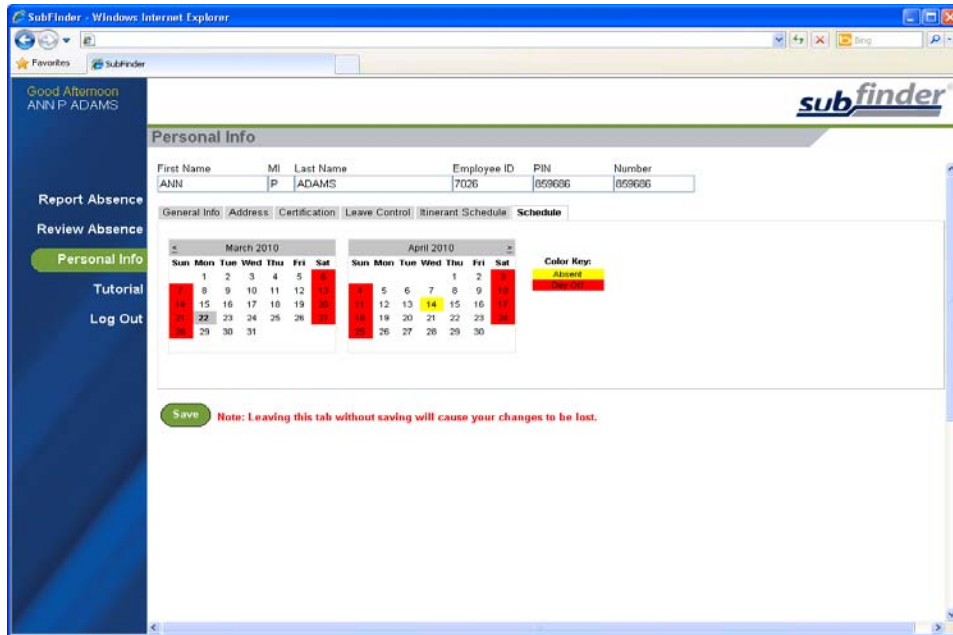 SubFinder - Windows Internet Explorer
Bing
Favorites SubFinder
Good Afternoon
ANN P ADAMS
subfinder®
Personal Info
First Name MI Last Name Employee ID PIN Number
ANN P ADAMS 7026 859686 859686
General Info Address Certification Leave Control Itinerant Schedule Schedule
Report Absence
Review Absence
Personal Info
Tutorial
Log Out
< March 2010
Sun Mon Tue Wed Thu Fri Sat
1 2 3 4 5 6
7 8 9 10 11 12 13
14 15 16 17 18 19 20
21 22 23 24 25 26 27
28 29 30 31
April 2010 >
Sun Mon Tue Wed Thu Fri Sat
1 2 3
4 5 6 7 8 9 10
11 12 13 14 15 16 17
18 19 20 21 22 23 24
25 26 27 28 29 30
Color Key:
Absent
Day Off
Save Note: Leaving this tab without saving will cause your changes to be lost.